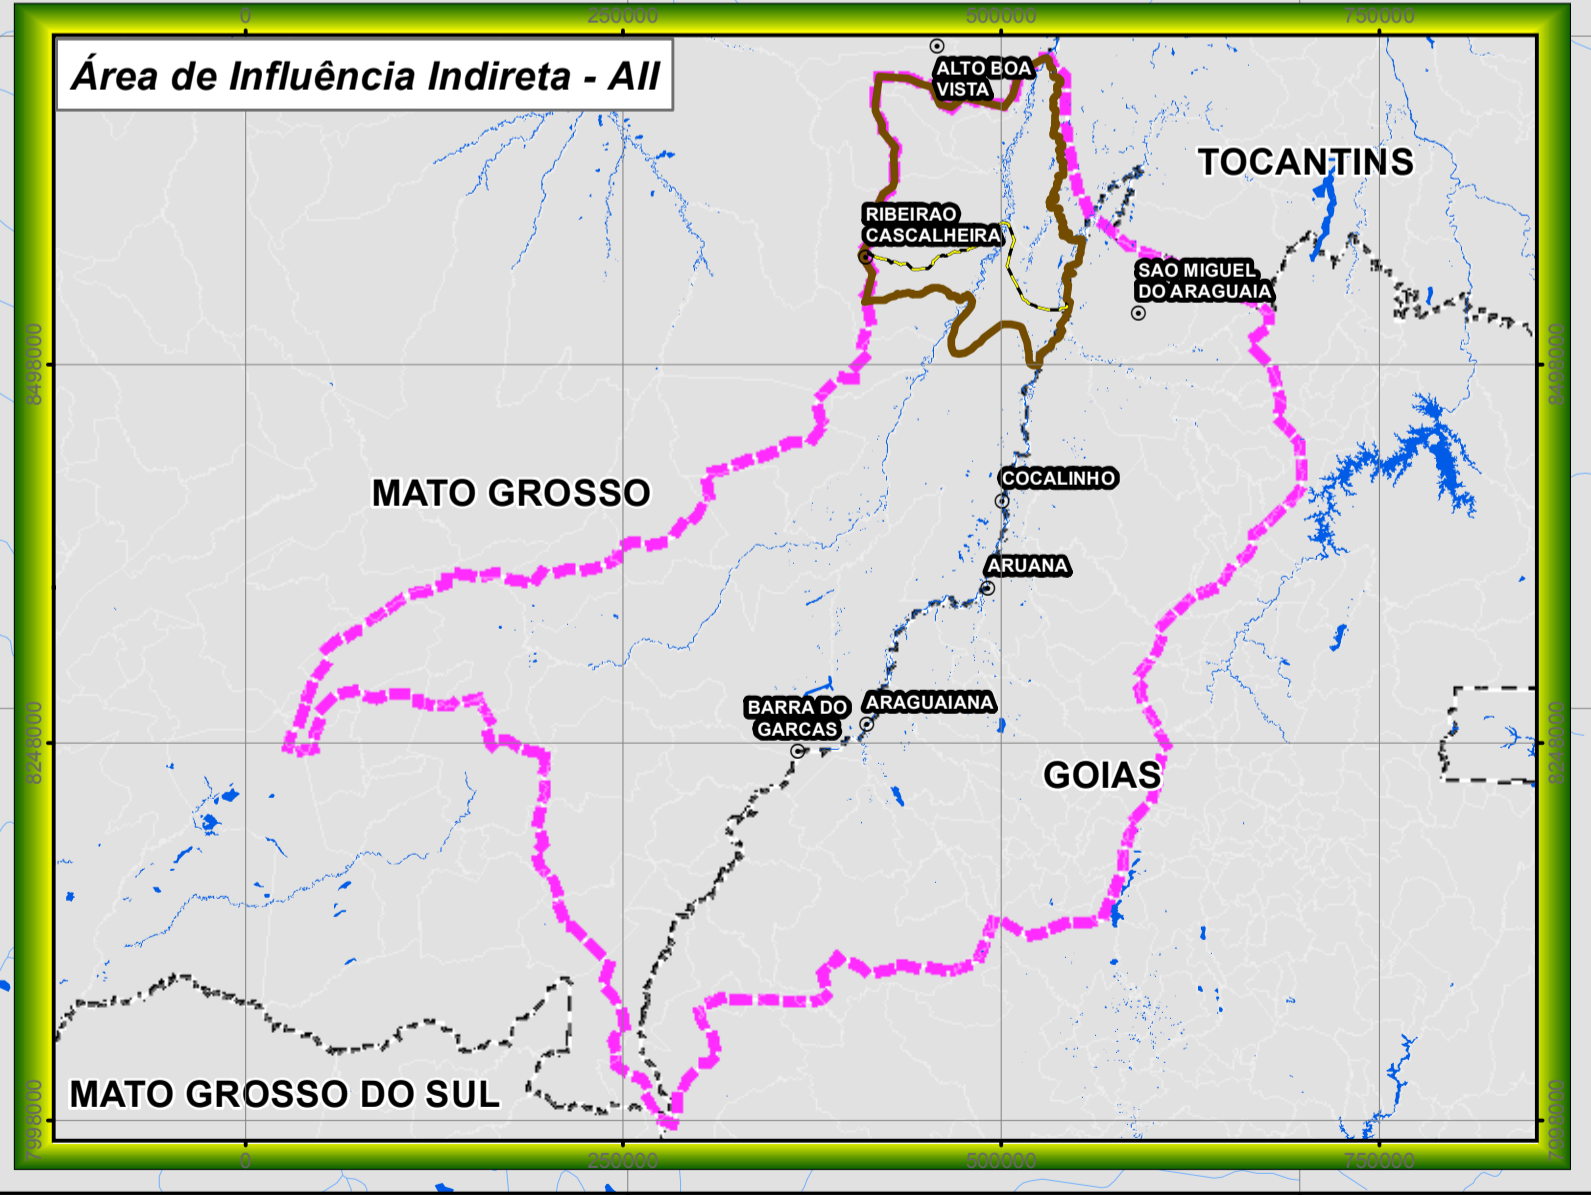 0 250000 500000 750000
Área de Influência Indireta - AII
ALTO BOA
VISTA
TOCANTINS
RIBEIRAO
CASCALHEIRA
SAO MIGUEL
DO ARAGUAIA
8498000 8498000
MATO GROSSO
COCALINHO
ARUANA
BARRA DO
GARCAS
ARAGUAIANA
8248000 8248000
GOIAS
MATO GROSSO DO SUL
7998000 7998000
0 250000 500000 750000